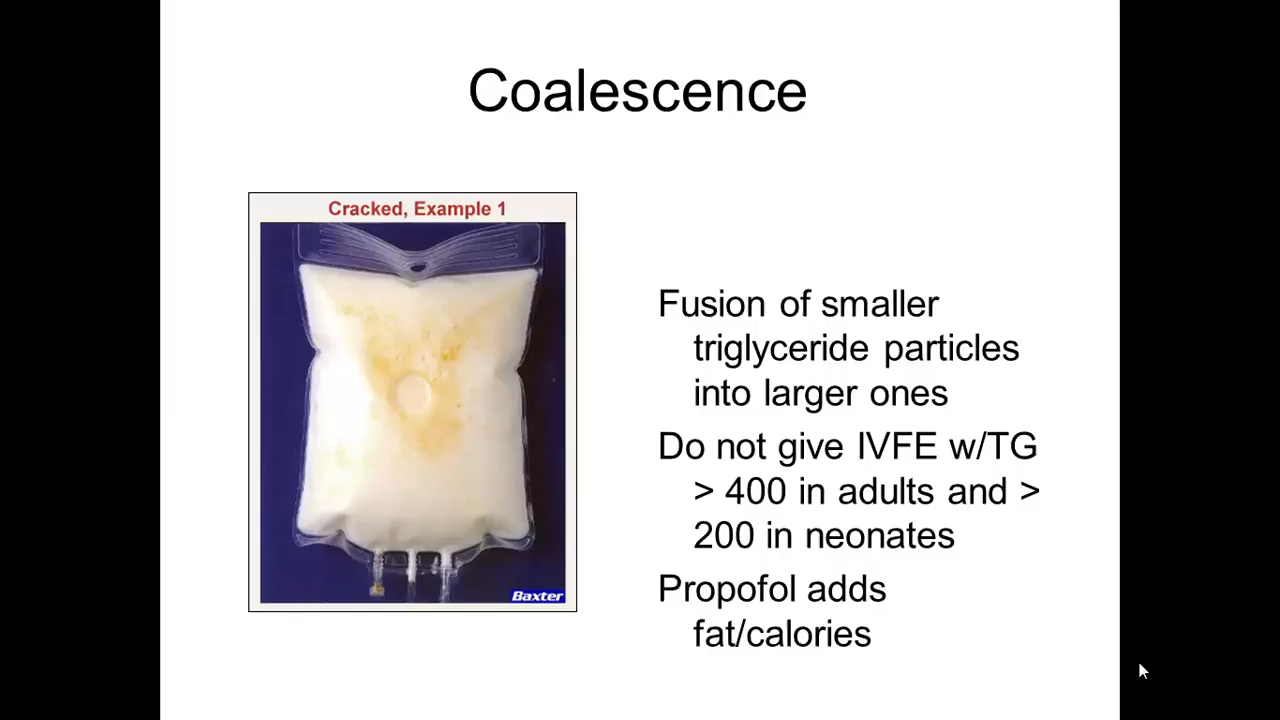 Coalescence
Cracked, Example 1
Baxter
Fusion of smaller
triglyceride particles
into larger ones
Do not give IVFE w/TG
> 400 in adults and >
200 in neonates
Propofol adds
fat/calories